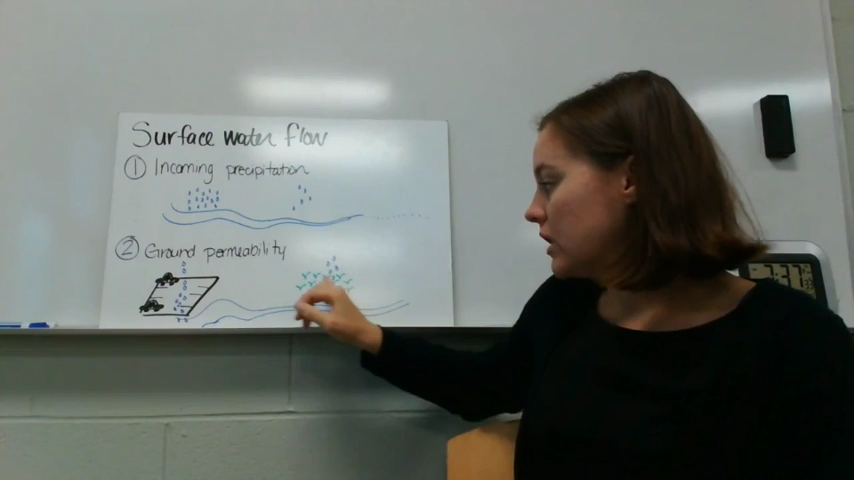 Surface water flow
① Incoming precipitation
② Ground permeability